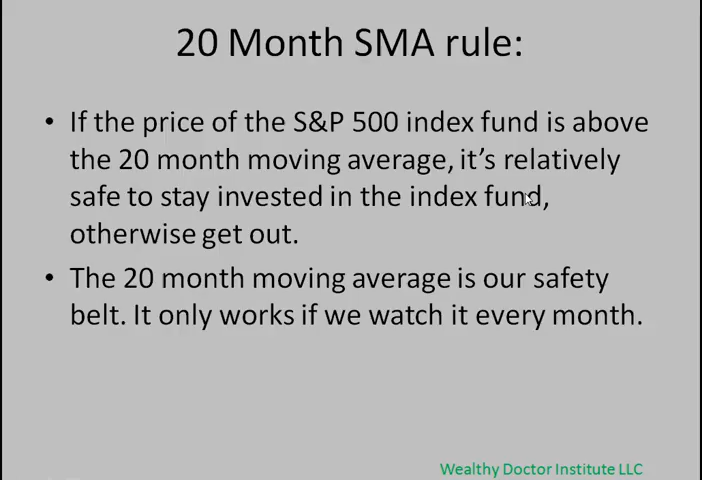 20 Month SMA rule:
• If the price of the S&P 500 index fund is above
the 20 month moving average, it's relatively
safe to stay invested in the index fund,
otherwise get out.
• The 20 month moving average is our safety
belt. It only works if we watch it every month.
Wealthy Doctor Institute LLC